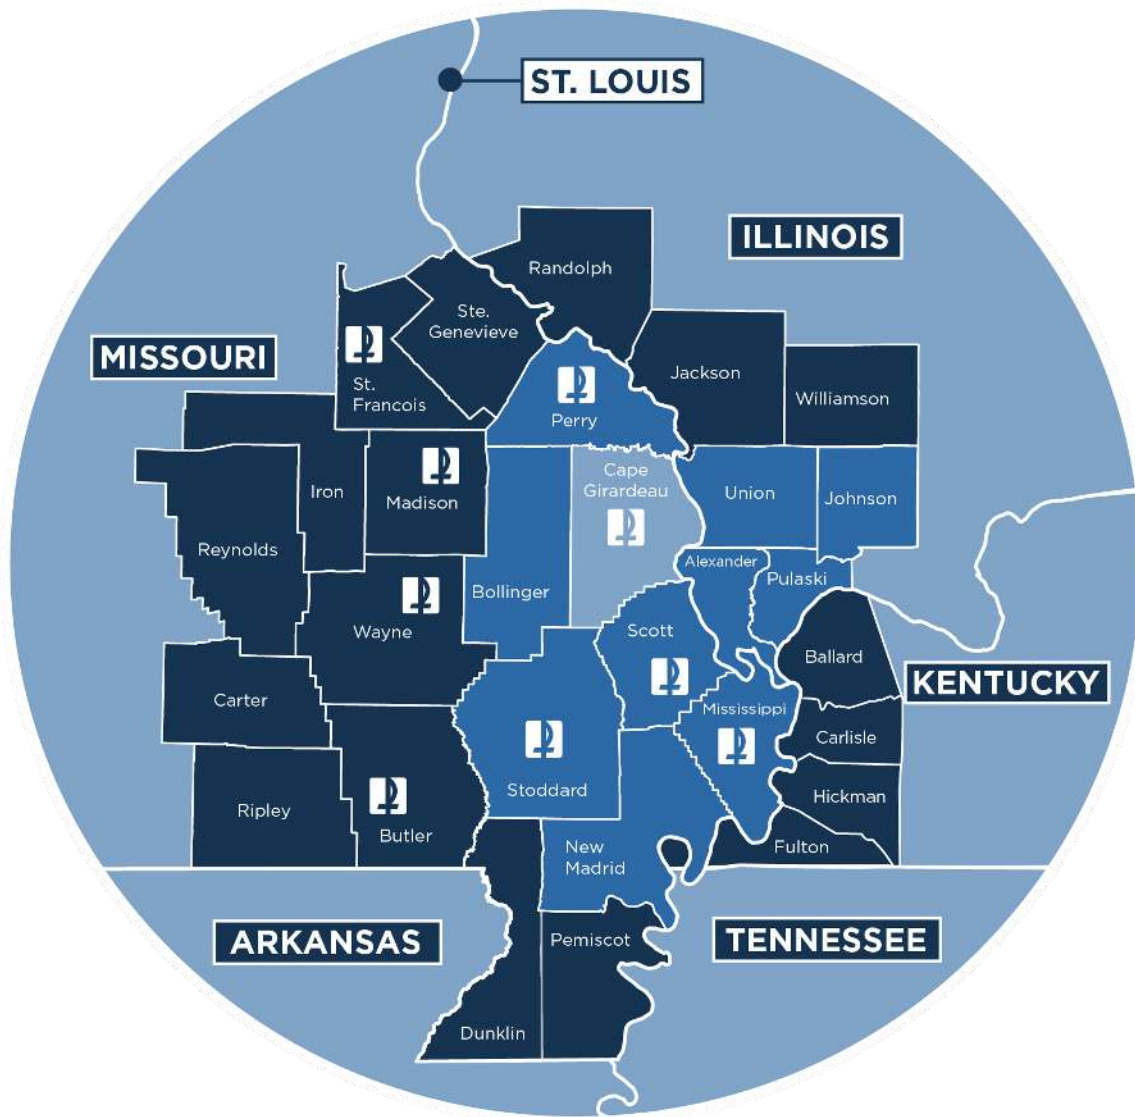 ST. LOUIS
ILLINOIS
Randolph
Ste.
Genevieve
MISSOURI
St.
Francois
Perry
Jackson
Williamson
Iron
Madison
Cape
Girardeau
Union
Johnson
Reynolds
Bollinger
Alexander
Pulaski
Wayne
Scott
Ballard
KENTUCKY
Carter
Mississippi
Carlisle
Stoddard
Hickman
Ripley
Butler
New
Madrid
Fulton
ARKANSAS
Pemiscot
TENNESSEE
Dunklin